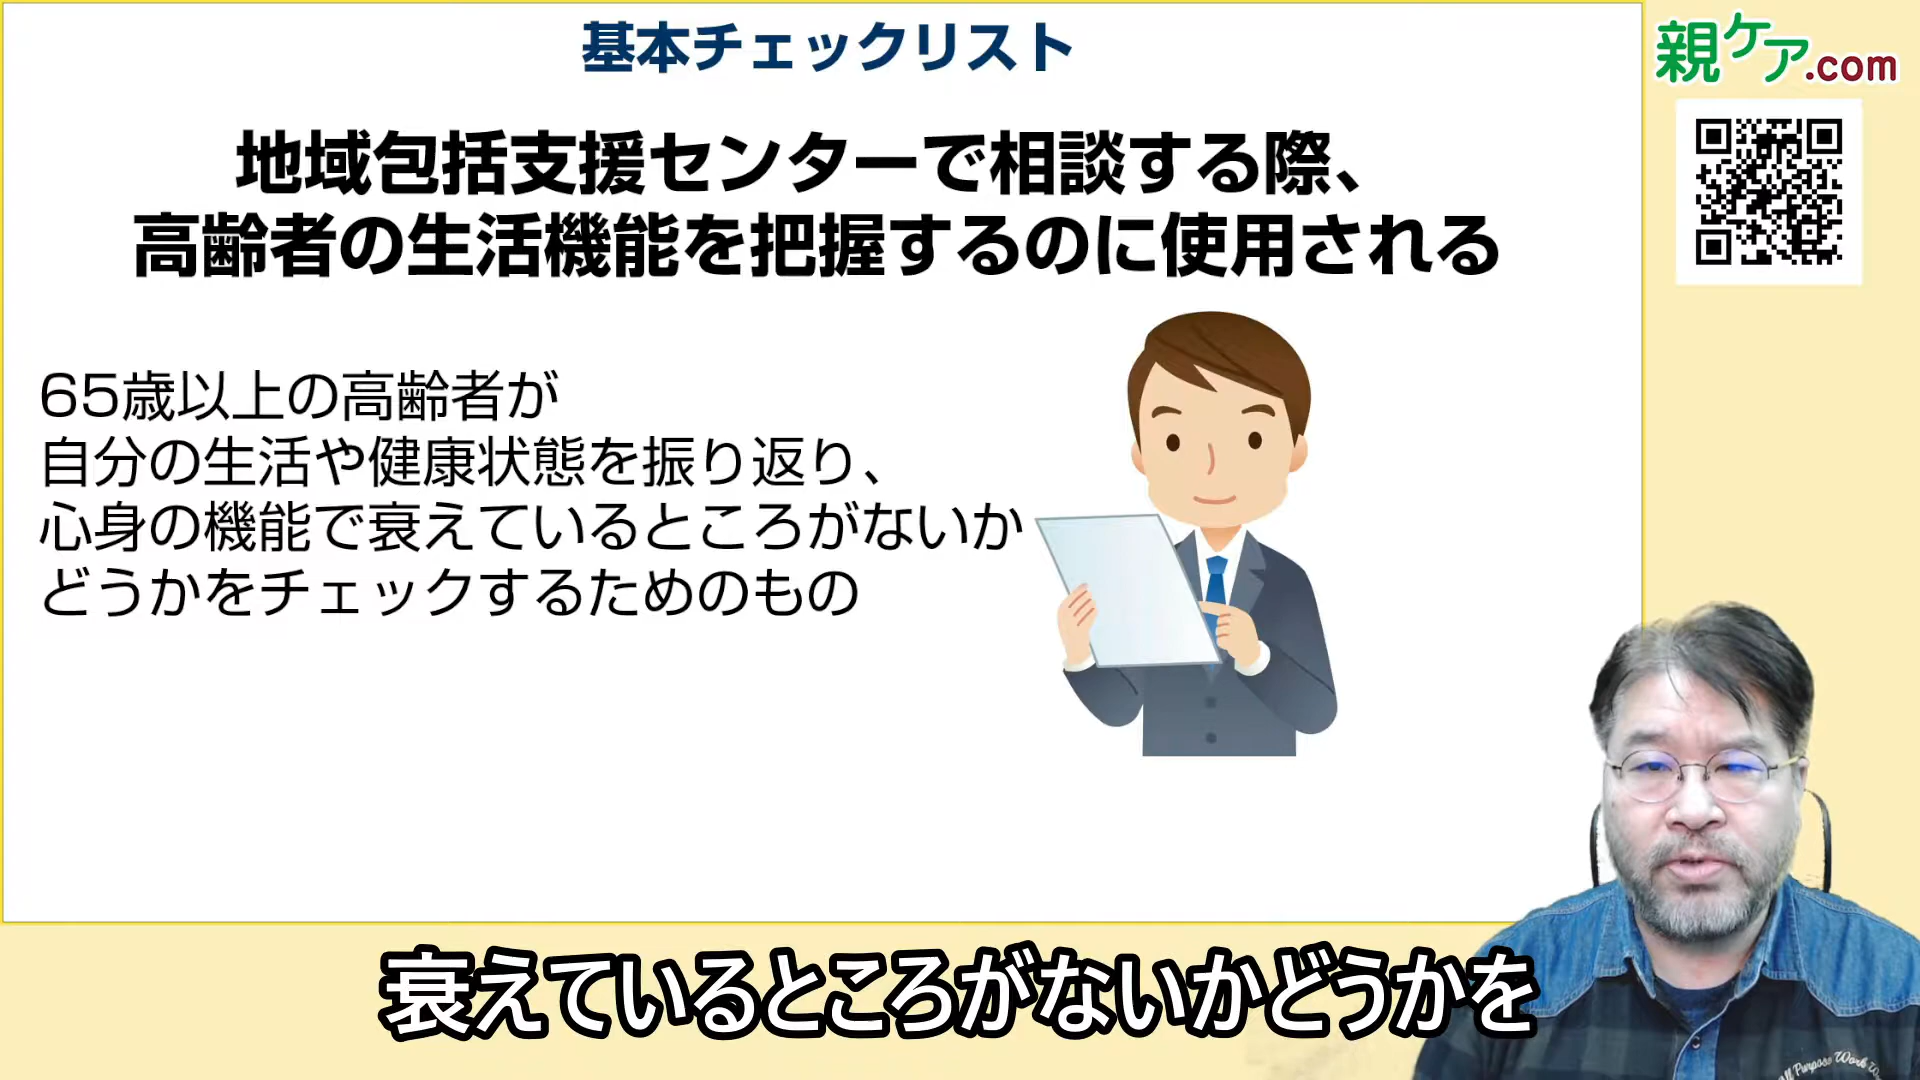 基本チェックリスト
親ケア.com
地域包括支援センターで相談する際、
高齢者の生活機能を把握するのに使用される
65歳以上の高齢者が
自分の生活や健康状態を振り返り、
心身の機能で衰えているところがないか
どうかをチェックするためのもの
衰えているところがないかどうかを
Purpose Work